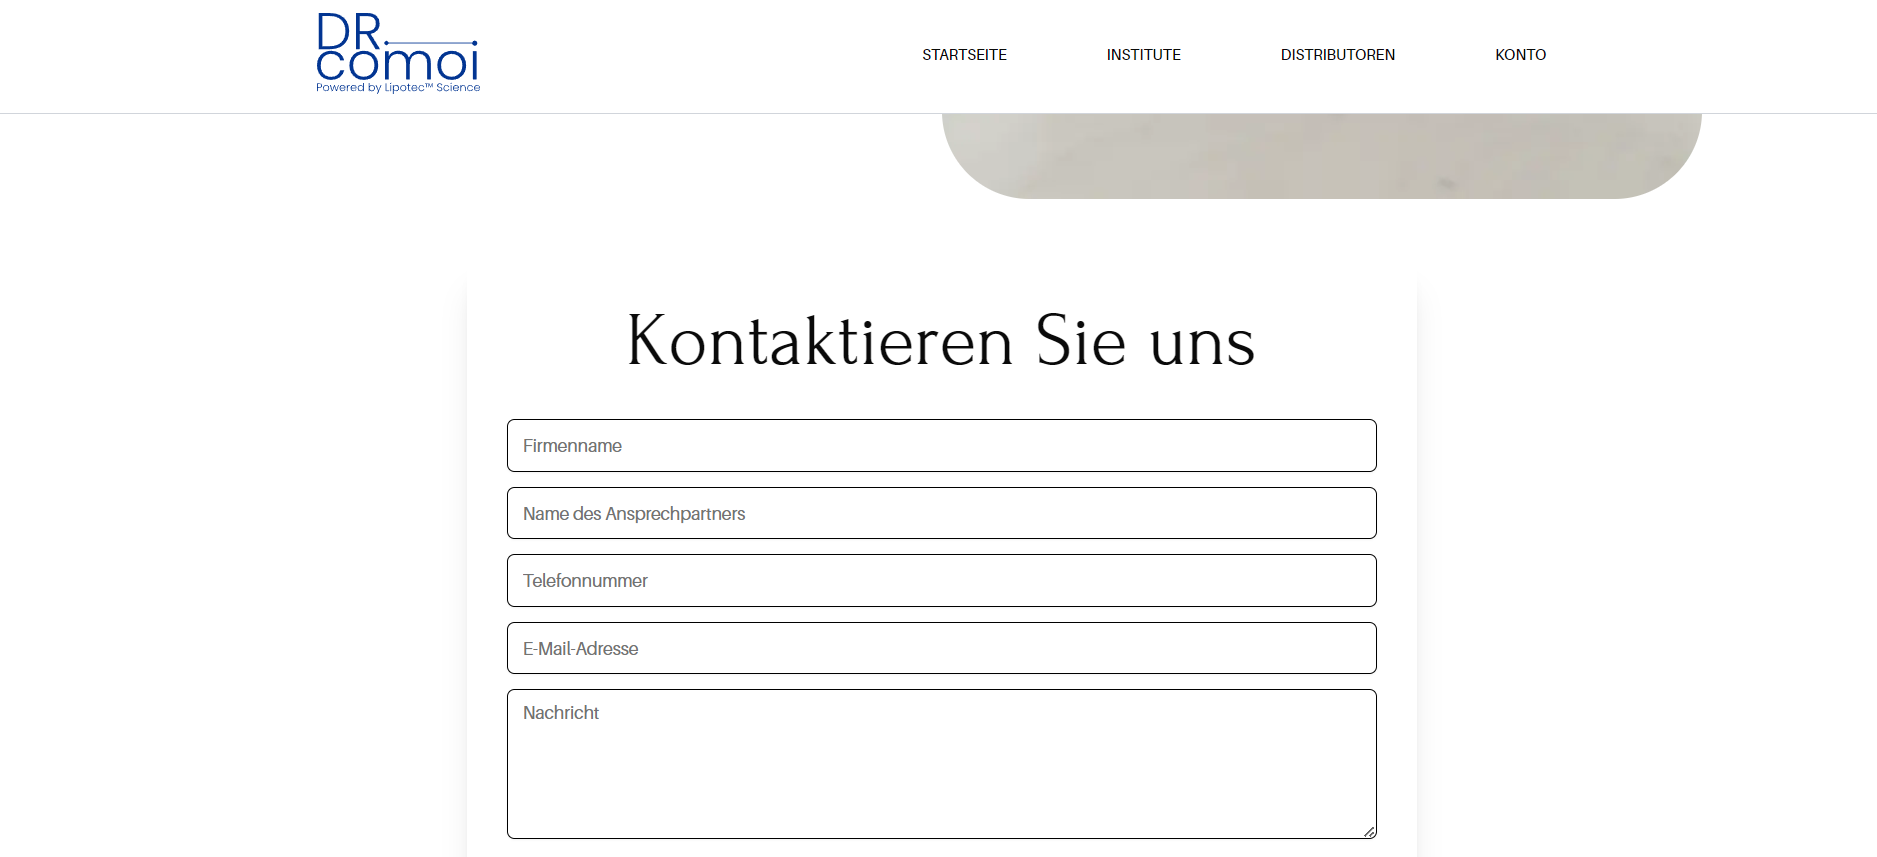 DR.
comoi
Powered by Lipotec™ Science
STARTSEITE
INSTITUTE
DISTRIBUTOREN
KONTO
Kontaktieren Sie uns
Firmenname
Name des Ansprechpartners
Telefonnummer
E-Mail-Adresse
Nachricht